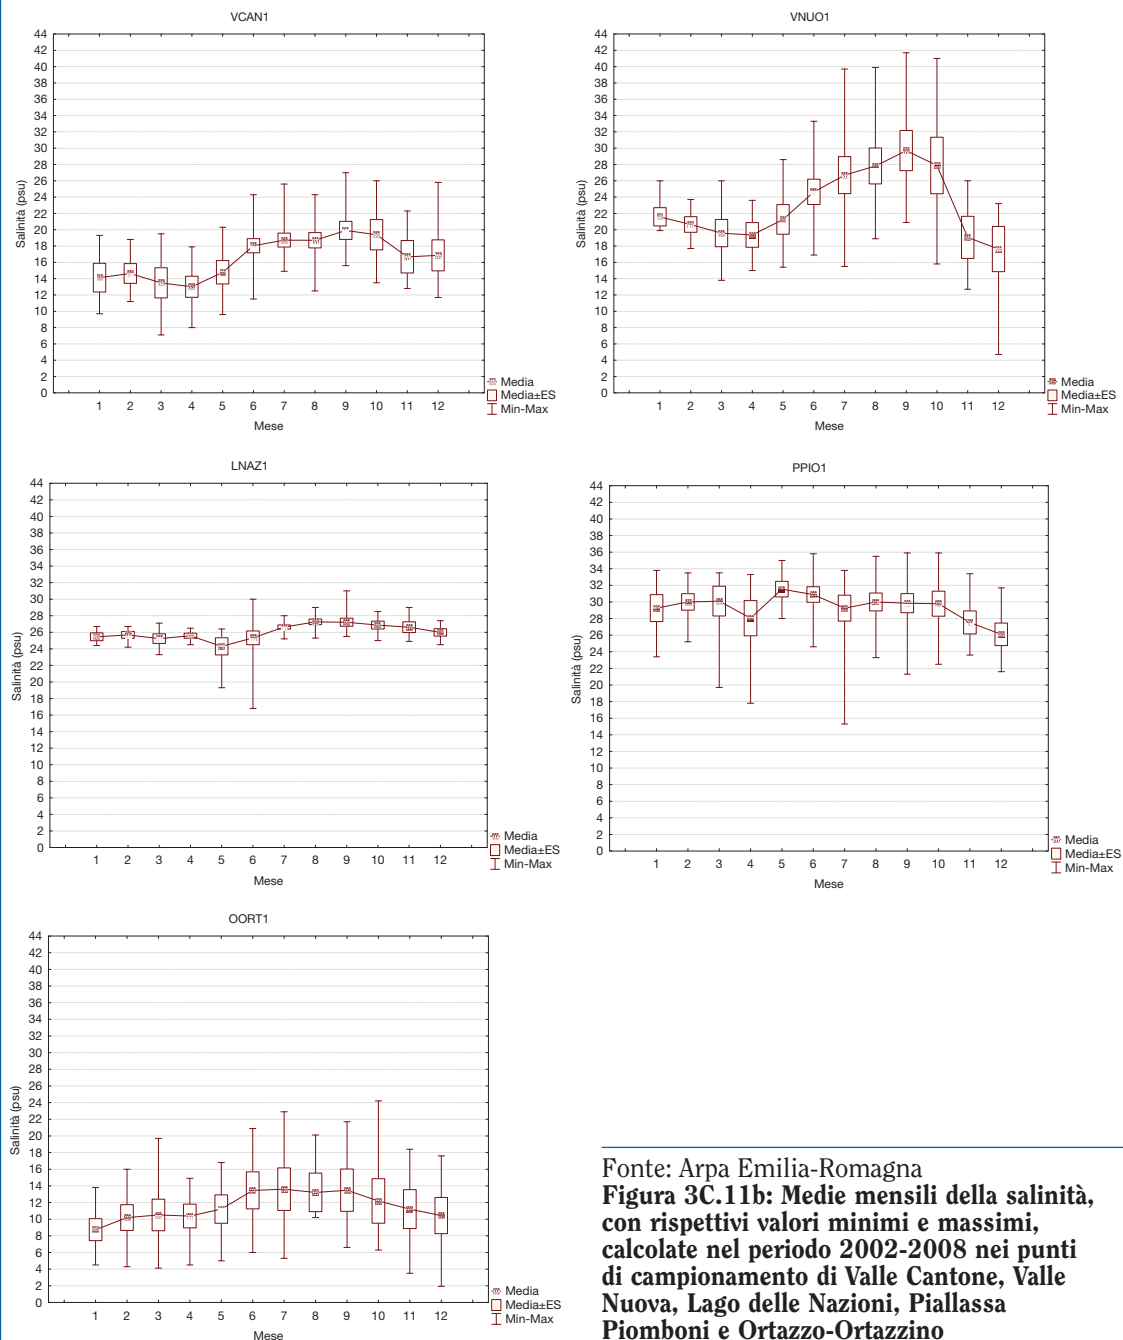 VCAN1
44
42
40
38
36
34
32
30
28
26
24
22
20
18
16
14
12
10
8
6
4
2
0
Salinità (psu)
1 2 3 4 5 6 7 8 9 10 11 12
Mese
Media
Media±ES
Min-Max
VNUO1
44
42
40
38
36
34
32
30
28
26
24
22
20
18
16
14
12
10
8
6
4
2
0
Salinità (psu)
1 2 3 4 5 6 7 8 9 10 11 12
Mese
Media
Media±ES
Min-Max
LNAZ1
44
42
40
38
36
34
32
30
28
26
24
22
20
18
16
14
12
10
8
6
4
2
0
Salinità (psu)
1 2 3 4 5 6 7 8 9 10 11 12
Mese
Media
Media±ES
Min-Max
PPIO1
44
42
40
38
36
34
32
30
28
26
24
22
20
18
16
14
12
10
8
6
4
2
0
Salinità (psu)
1 2 3 4 5 6 7 8 9 10 11 12
Mese
Media
Media±ES
Min-Max
OORT1
44
42
40
38
36
34
32
30
28
26
24
22
20
18
16
14
12
10
8
6
4
2
0
Salinità (psu)
1 2 3 4 5 6 7 8 9 10 11 12
Mese
Media
Media±ES
Min-Max
Fonte: Arpa Emilia-Romagna
Figura 3C.11b: Medie mensili della salinità,
con rispettivi valori minimi e massimi,
calcolate nel periodo 2002-2008 nei punti
di campionamento di Valle Cantone, Valle
Nuova, Lago delle Nazioni, Piallassa
Piomboni e Ortazzo-Ortazzino